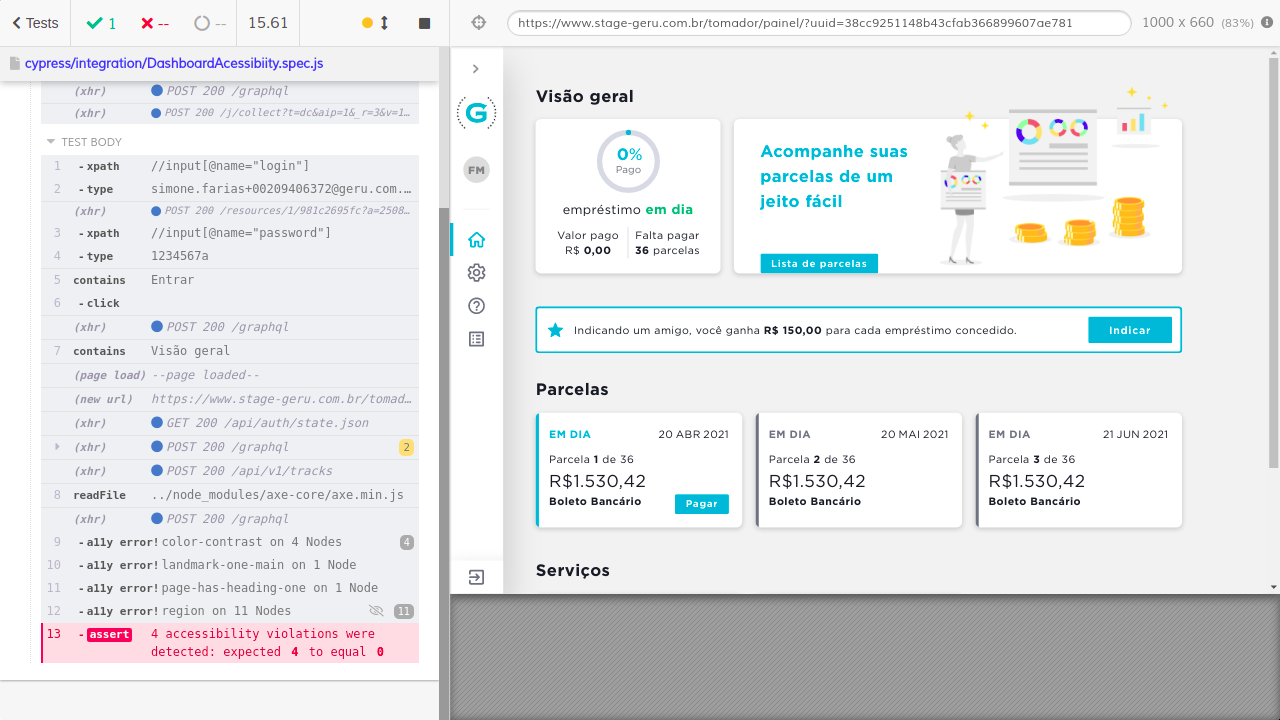 Tests
1
--
--
15.61
https://www.stage-geru.com.br/tomador/painel/?uuid=38cc9251148b43cfab366899607ae781
1000 x 660 (83%)
cypress/integration/DashboardAcessibiity.spec.js
(xhr) POST 200 /graphql
(xhr) POST 200 /j/collect?t=dc&aip=1&_r=3&v=1...
TEST BODY
1 -xpath //input[@name="login"]
2 -type
(xhr)
3 -xpath //input[@name="password"]
4 -type 1234567a
5 contains Entrar
6 -click
(xhr) POST 200 /graphql
7 contains Visão geral
(page load) --page loaded--
(new url) https://www.stage-geru.com.br/tomad...
(xhr) GET 200 /api/auth/state.json
(xhr) POST 200 /graphql 2
(xhr) POST 200 /api/v1/tracks
8 readFile ../node_modules/axe-core/axe.min.js
(xhr) POST 200 /graphql
9 -a11y error! color-contrast on 4 Nodes 4
10 -a11y error! landmark-one-main on 1 Node
11 -a11y error! page-has-heading-one on 1 Node
12 -a11y error! region on 11 Nodes 11
13 -assert 4 accessibility violations were
detected: expected 4 to equal 0
G
FM
Visão geral
0%
Pago
empréstimo em dia
Valor pago
R$ 0,00
Falta pagar
36 parcelas
Acompanhe suas
parcelas de um
jeito fácil
Lista de parcelas
Indicando um amigo, você ganha R$ 150,00 para cada empréstimo concedido.
Indicar
Parcelas
EM DIA 20 ABR 2021
Parcela 1 de 36
R$1.530,42
Boleto Bancário
Pagar
EM DIA 20 MAI 2021
Parcela 2 de 36
R$1.530,42
Boleto Bancário
EM DIA 21 JUN 2021
Parcela 3 de 36
R$1.530,42
Boleto Bancário
Serviços